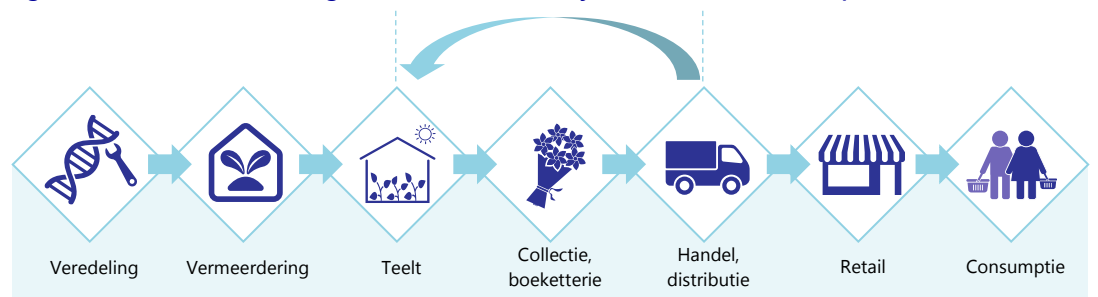 Veredeling
Vermeerdering
Teelt
Collectie,
boeketterie
Handel,
distributie
Retail
Consumptie